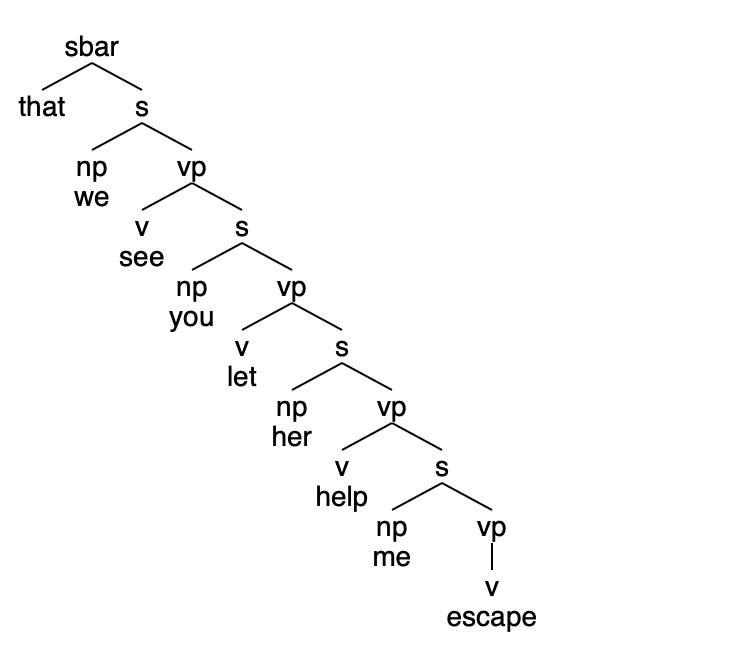 sbar
that s
np vp
we
v s
see
np vp
you
v s
let
np vp
her
v s
help
np vp
me
v
escape